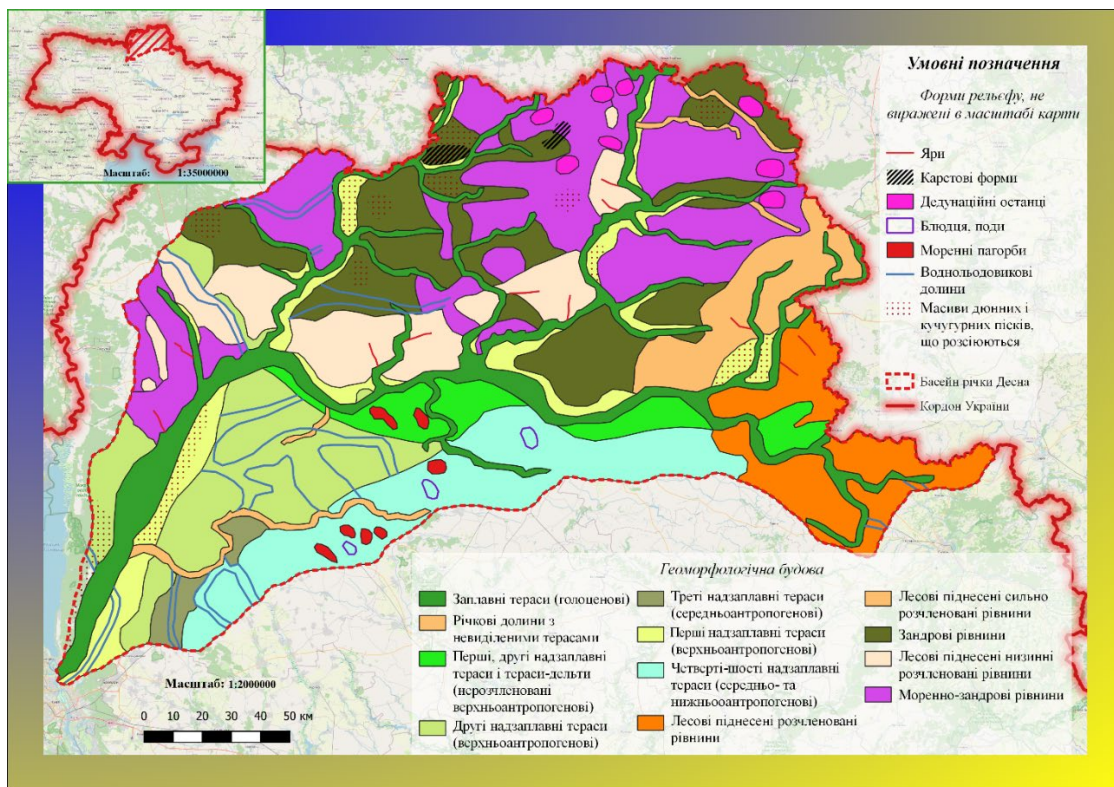 Масштаб: 1:35000000
Умовні позначення
Форми рельєфу, не
виражені в масштабі карти
Яри
Карстові форми
Дедунаційні останці
Блюдця, поди
Моренні пагорби
Воднольодовикові
долини
Масиви дюнних і
кучугурних пісків,
що розсіюються
Басейн річки Десна
Кордон України
Масштаб: 1:2000000
0 10 20 30 40 50 км
Геоморфологічна будова
Заплавні тераси (голоценові)
Річкові долини з
невиділеними терасами
Перші, другі надзаплавні
тераси і тераси-дельти
(нерозчленовані
верхньоантропогенові)
Другі надзаплавні тераси
(верхньоантропогенові)
Треті надзаплавні тераси
(середньоантропогенові)
Перші надзаплавні тераси
(верхньоантропогенові)
Четверті-шості надзаплавні
тераси (середньо- та
нижньооантропогенові)
Лесові піднесені розчленовані
рівнини
Лесові піднесені сильно
розчленовані рівнини
Зандрові рівнини
Лесові піднесені низинні
розчленовані рівнини
Моренно-зандрові рівнини